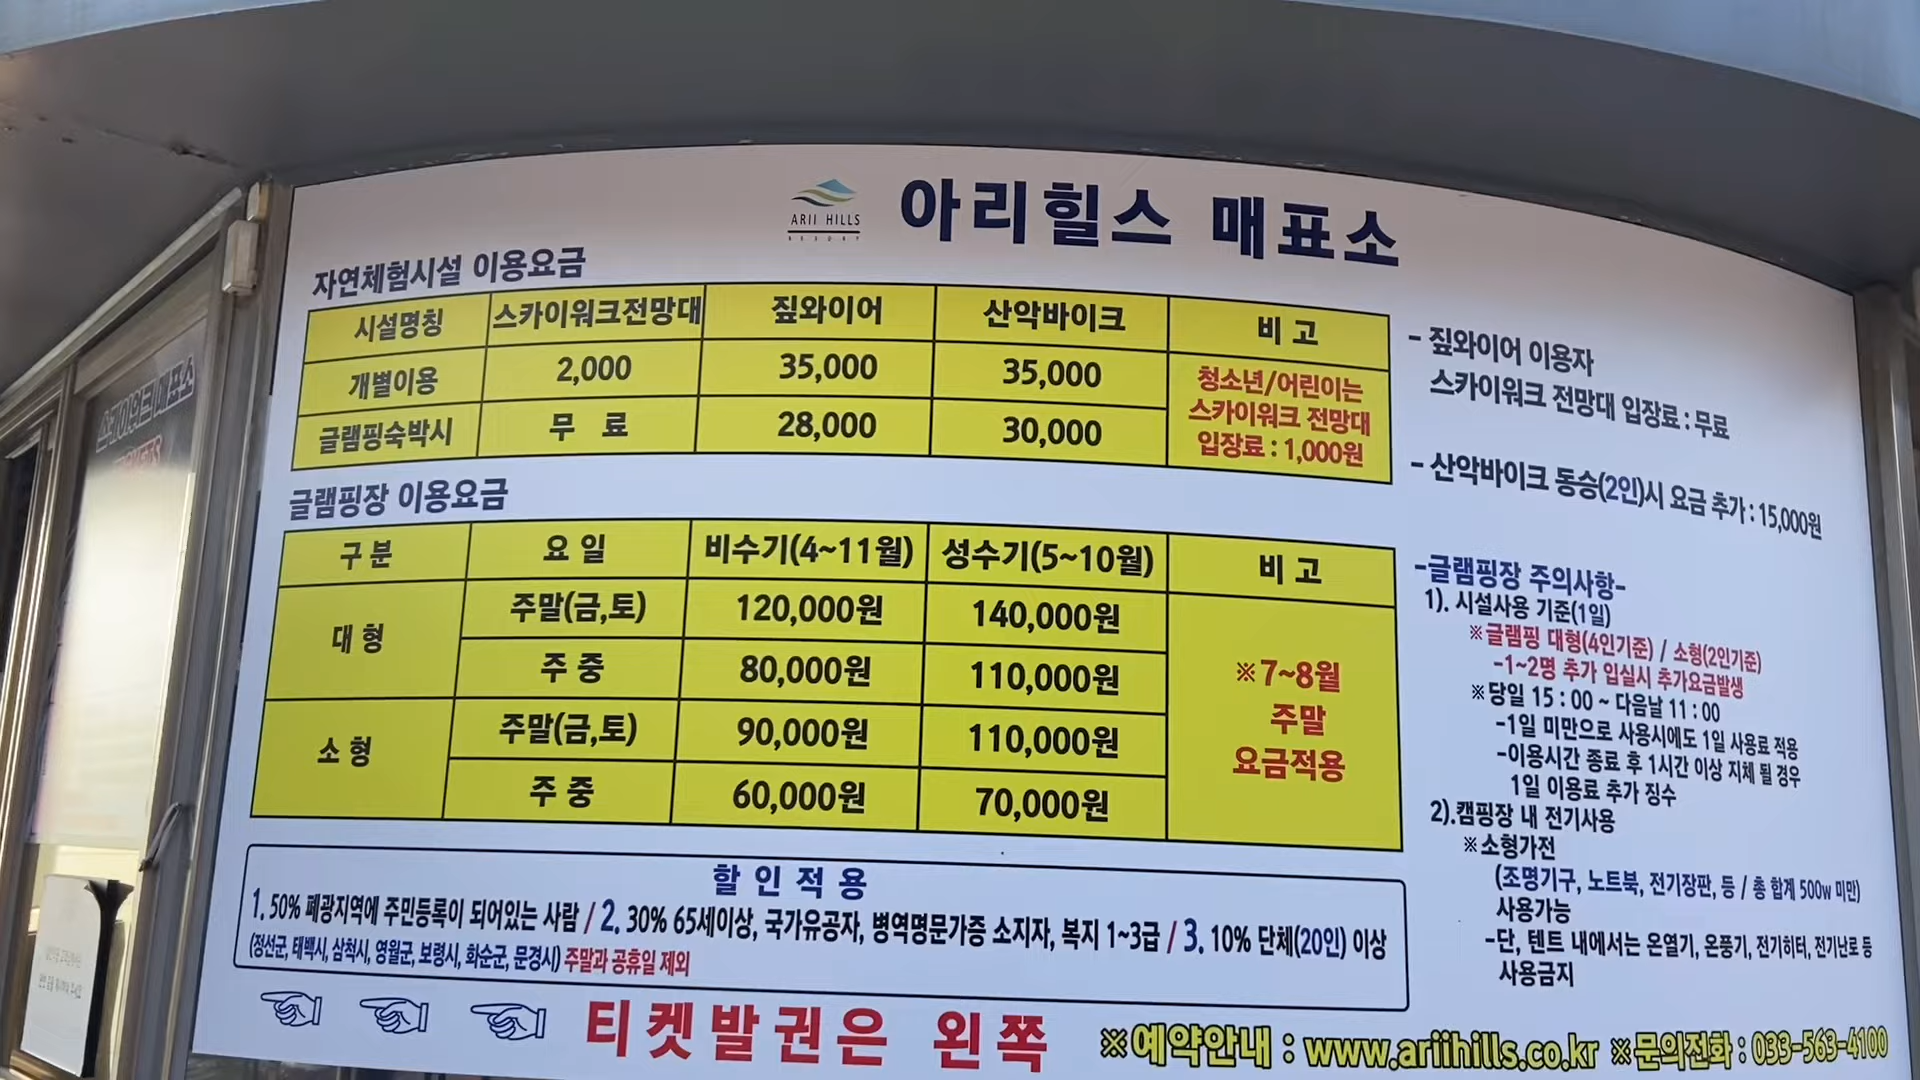 ARII HILLS
RESORT
아리힐스 매표소
자연체험시설 이용요금
시설명칭 스카이워크전망대 짚와이어 산악바이크 비 고
개별이용 2,000 35,000 35,000
글램핑숙박시 무 료 28,000 30,000
청소년/어린이는
스카이워크 전망대
입장료 : 1,000원
글램핑장 이용요금
구 분 요 일 비수기(4~11월) 성수기(5~10월) 비 고
대 형 주말(금,토) 120,000원 140,000원
주 중 80,000원 110,000원
소 형 주말(금,토) 90,000원 110,000원
주 중 60,000원 70,000원
※7~8월
주말
요금적용
할 인 적 용
1. 50% 폐광지역에 주민등록이 되어있는 사람 / 2. 30% 65세이상, 국가유공자, 병역명문가증 소지자, 복지 1~3급 / 3. 10% 단체(20인) 이상
(정선군, 태백시, 삼척시, 영월군, 보령시, 화순군, 문경시) 주말과 공휴일 제외
티켓발권은 왼쪽
- 짚와이어 이용자
스카이워크 전망대 입장료 : 무료
- 산악바이크 동승(2인)시 요금 추가 : 15,000원
-글램핑장 주의사항-
1). 시설사용 기준(1일)
※글램핑 대형(4인기준) / 소형(2인기준)
-1~2명 추가 입실시 추가요금발생
※당일 15 : 00 ~ 다음날 11 : 00
-1일 미만으로 사용시에도 1일 사용료 적용
-이용시간 종료 후 1시간 이상 지체 될 경우
1일 이용료 추가 징수
2).캠핑장 내 전기사용
※소형가전
(조명기구, 노트북, 전기장판, 등 / 총 합계 500w 미만)
사용가능
-단, 텐트 내에서는 온열기, 온풍기, 전기히터, 전기난로 등
사용금지
※예약안내 : www.ariihills.co.kr ※문의전화 : 033-563-4100
스카이워크 매표소